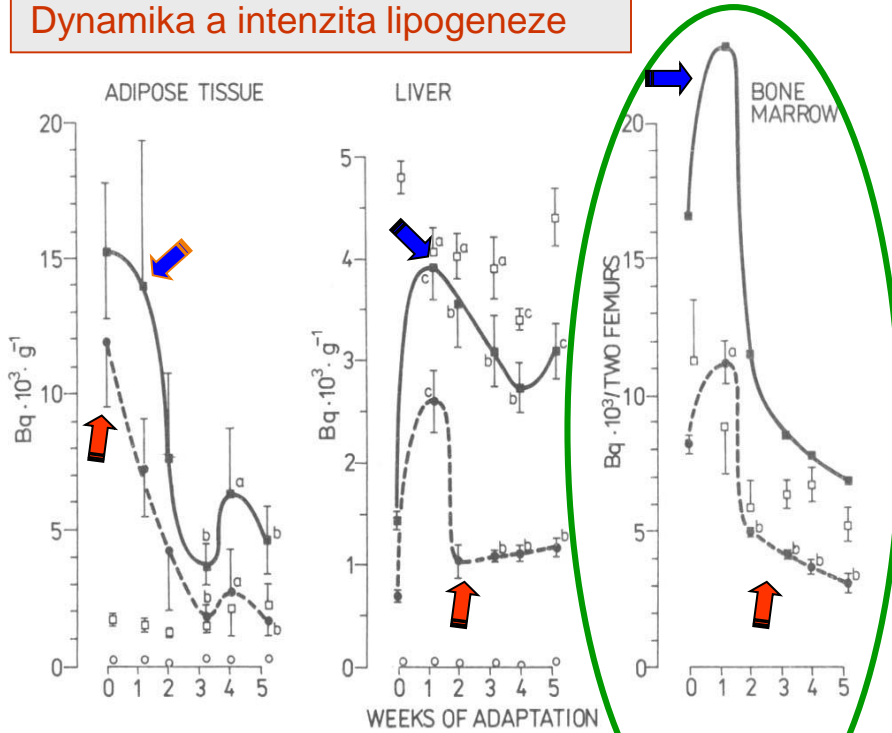 Dynamika a intenzita lipogeneze
ADIPOSE TISSUE
20
15
10
5
0
Bq·10³·g⁻¹
0 1 2 3 4 5
a
b
b
a
b
b
LIVER
5
4
3
2
1
0
Bq·10³·g⁻¹
0 1 2 3 4 5
a
a
a
c
c
b
b
b
c
c
b
b
b
WEEKS OF ADAPTATION
BONE
MARROW
20
15
10
5
0
Bq·10³/TWO FEMURS
0 1 2 3 4 5
a
b
b
b
b